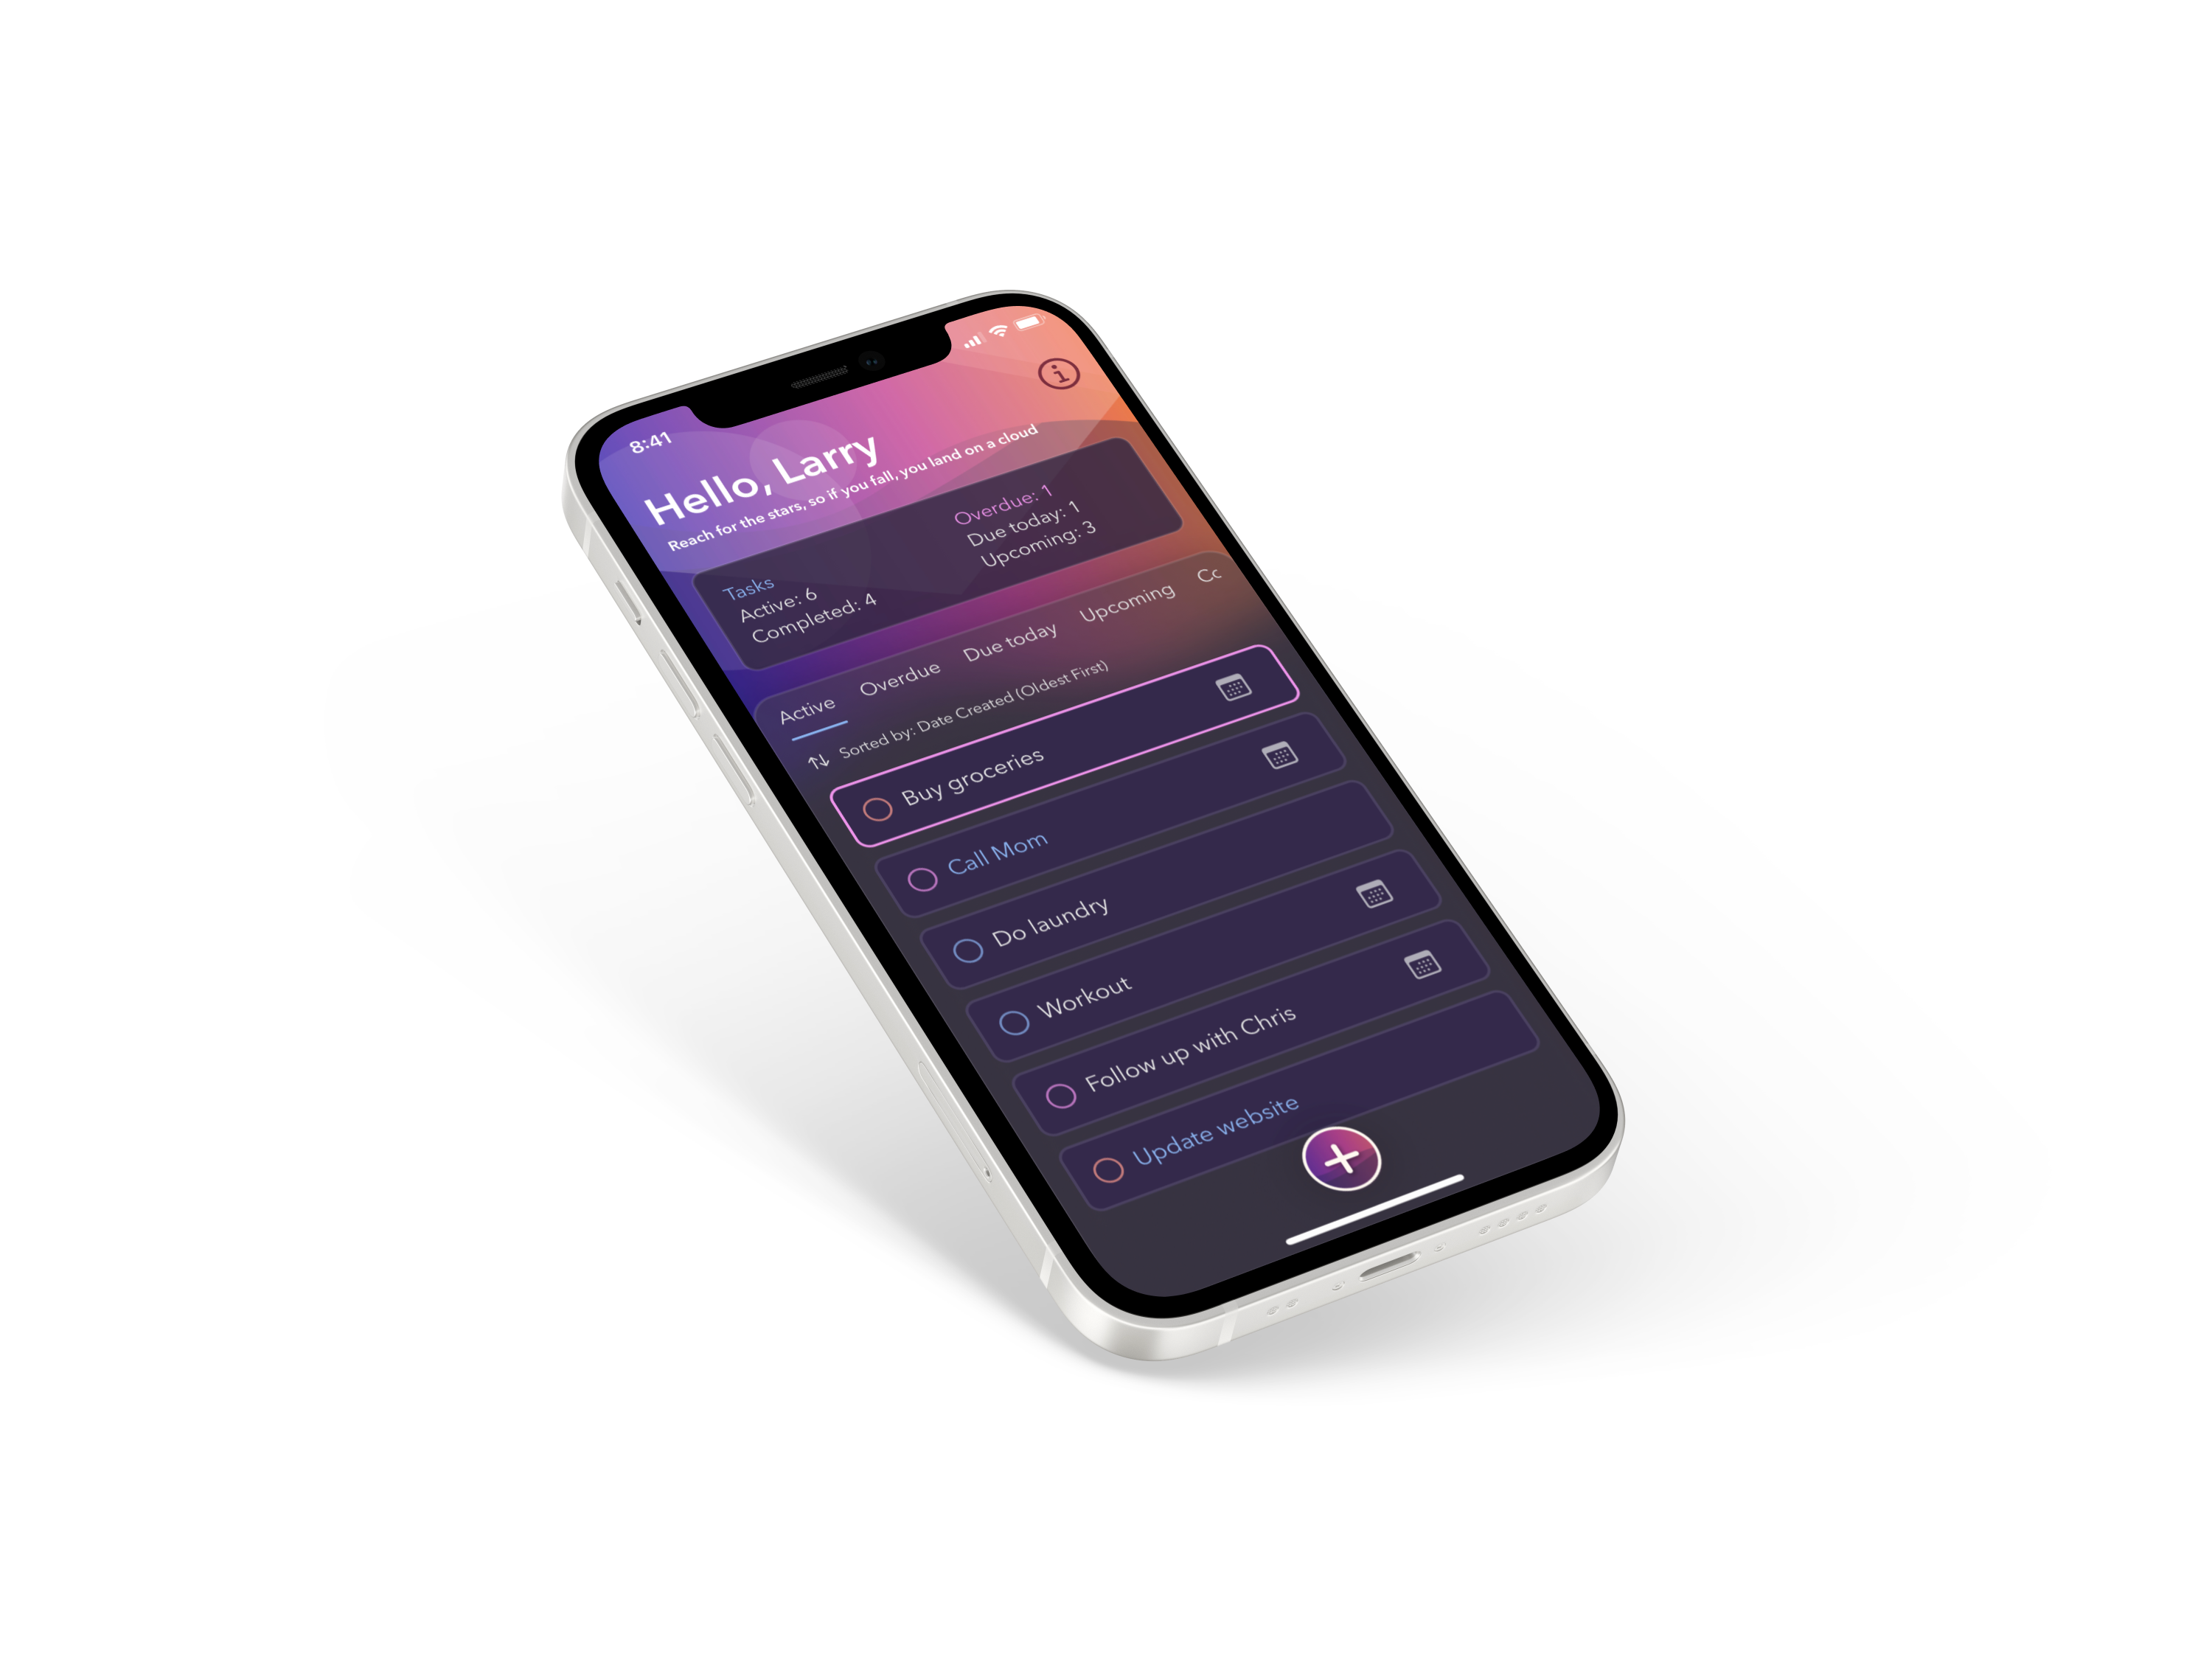 8:41
Hello, Larry
Reach for the stars, so if you fall, you land on a cloud
Tasks
Active: 6
Completed: 4
Overdue: 1
Due today: 1
Upcoming: 3
Active Overdue Due today Upcoming Co
Sorted by: Date Created (Oldest First)
Buy groceries
Call Mom
Do laundry
Workout
Follow up with Chris
Update website